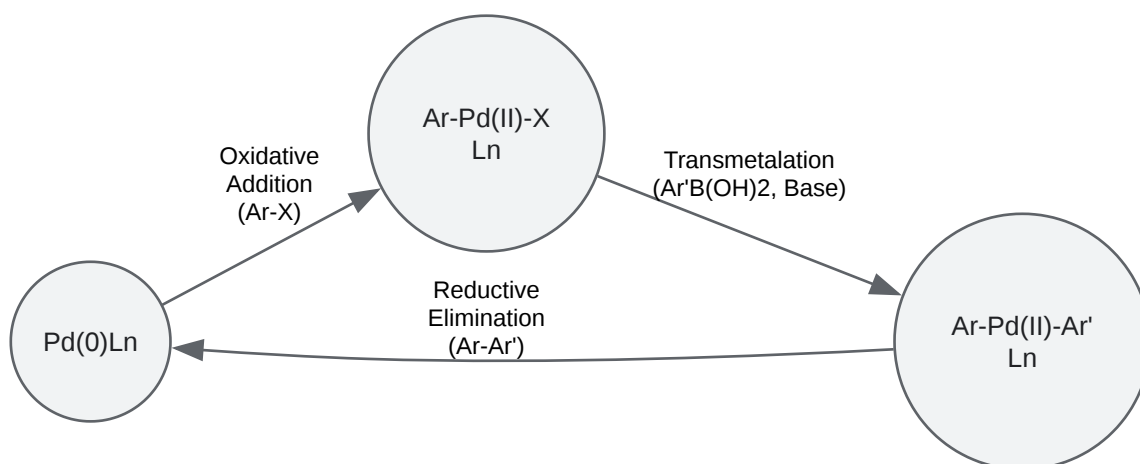 Ar-Pd(II)-X
Ln
Oxidative
Addition
(Ar-X)
Transmetalation
(Ar'B(OH)2, Base)
Reductive
Elimination
(Ar-Ar')
Pd(0)Ln
Ar-Pd(II)-Ar'
Ln